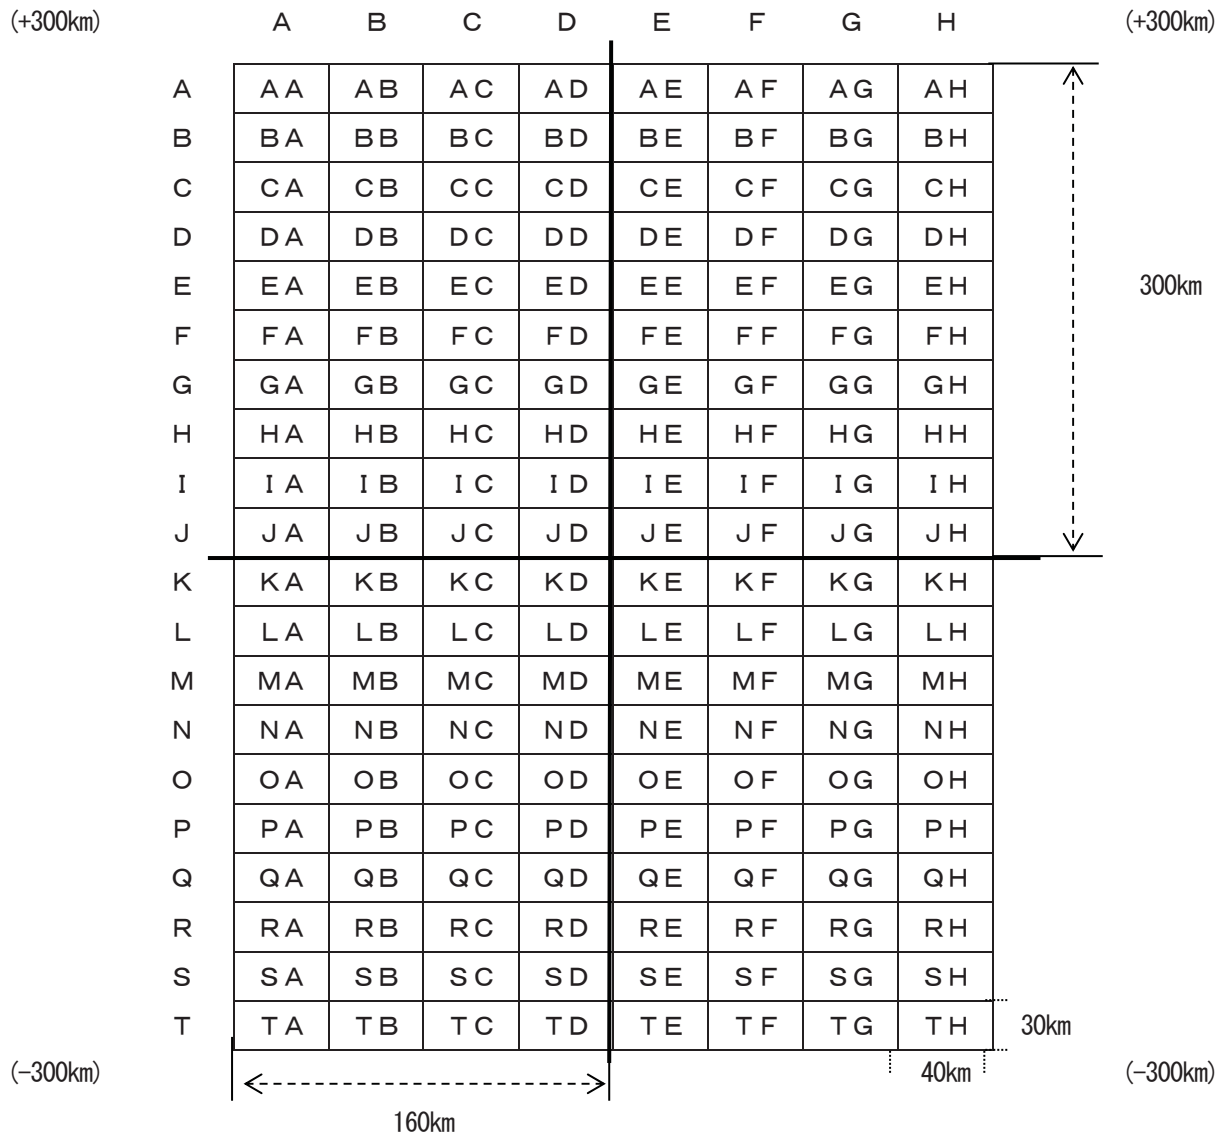 (+300km) A B C D E F G H (+300km)
A AA AB AC AD AE AF AG AH
B BA BB BC BD BE BF BG BH
C CA CB CC CD CE CF CG CH
D DA DB DC DD DE DF DG DH
E EA EB EC ED EE EF EG EH 300km
F FA FB FC FD FE FF FG FH
G GA GB GC GD GE GF GG GH
H HA HB HC HD HE HF HG HH
I IA IB IC ID IE IF IG IH
J JA JB JC JD JE JF JG JH
K KA KB KC KD KE KF KG KH
L LA LB LC LD LE LF LG LH
M MA MB MC MD ME MF MG MH
N NA NB NC ND NE NF NG NH
O OA OB OC OD OE OF OG OH
P PA PB PC PD PE PF PG PH
Q QA QB QC QD QE QF QG QH
R RA RB RC RD RE RF RG RH
S SA SB SC SD SE SF SG SH
T TA TB TC TD TE TF TG TH 30km
(-300km) 40km (-300km)
160km